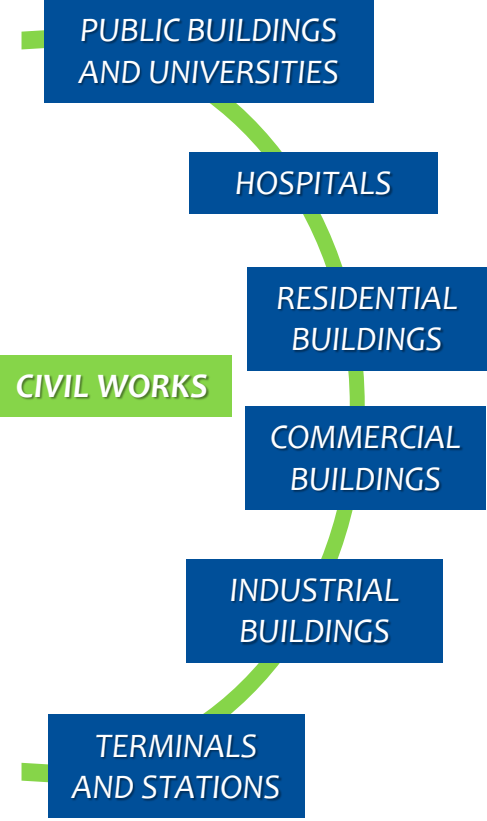 PUBLIC BUILDINGS
AND UNIVERSITIES
HOSPITALS
RESIDENTIAL
BUILDINGS
CIVIL WORKS
COMMERCIAL
BUILDINGS
INDUSTRIAL
BUILDINGS
TERMINALS
AND STATIONS